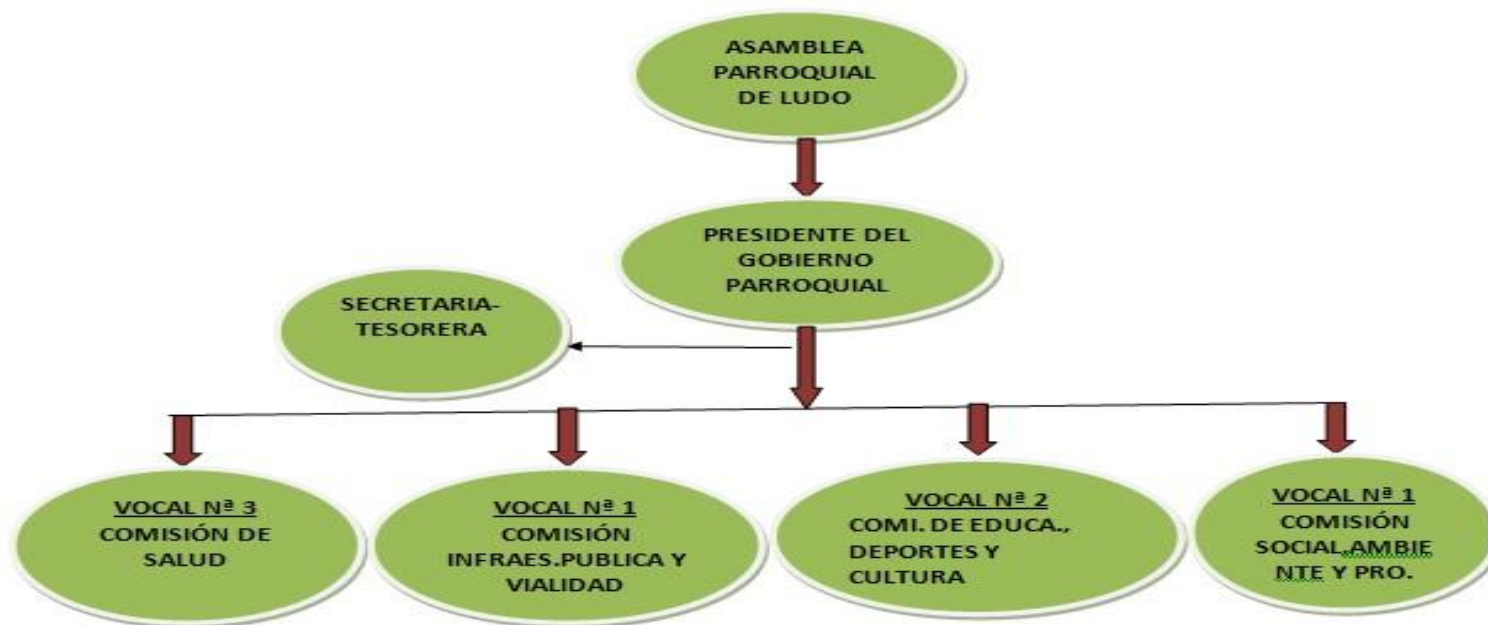 ASAMBLEA
PARROQUIAL
DE LUDO
PRESIDENTE DEL
GOBIERNO
PARROQUIAL
SECRETARIA-
TESORERA
VOCAL Nª 3
COMISIÓN DE
SALUD
VOCAL Nª 1
COMISIÓN
INFRAES.PUBLICA Y
VIALIDAD
VOCAL Nª 2
COMI. DE EDUCA.,
DEPORTES Y
CULTURA
VOCAL Nª 1
COMISIÓN
SOCIAL,AMBIE
NTE Y PRO.